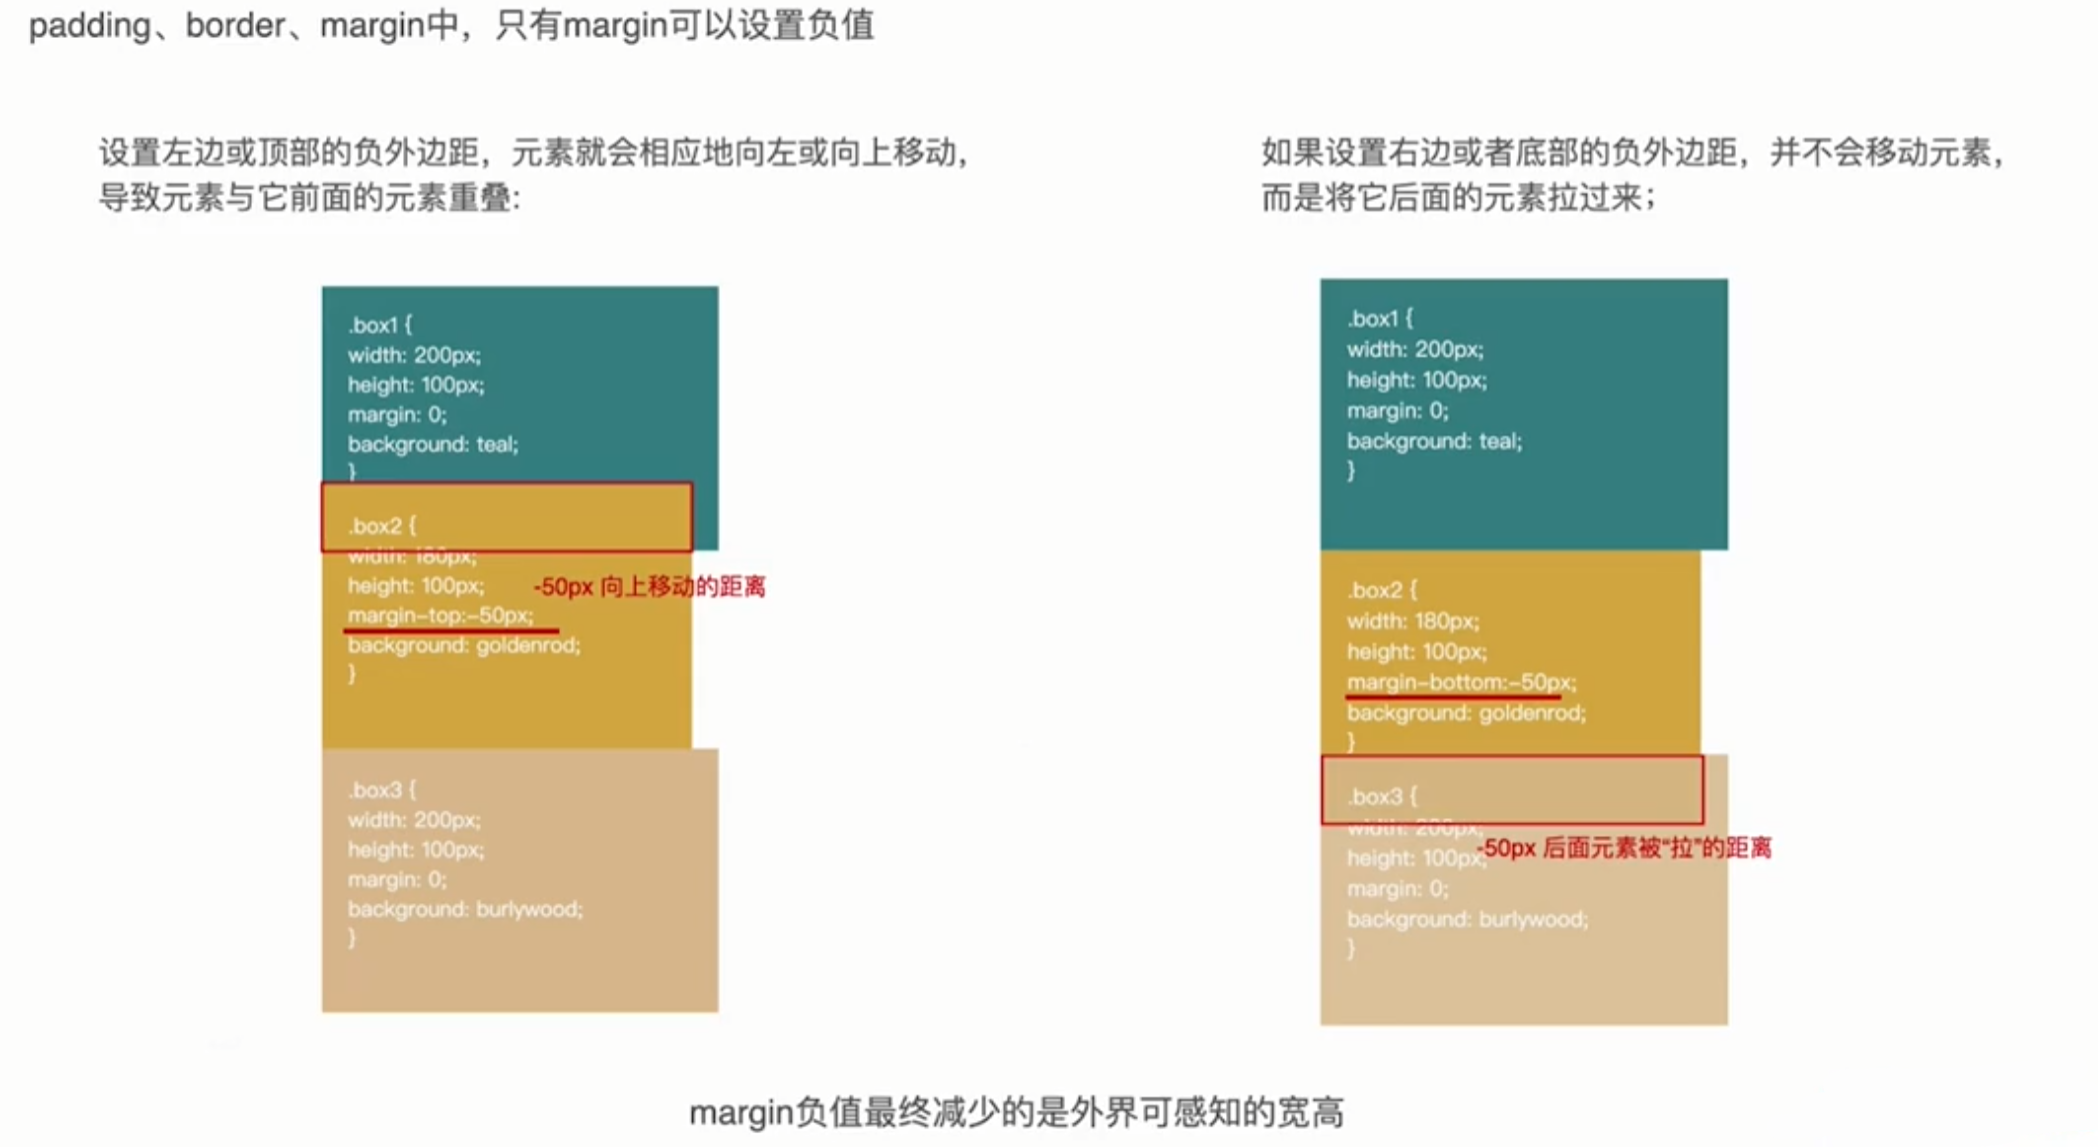 padding、border、margin中，只有margin可以设置负值
设置左边或顶部的负外边距，元素就会相应地向左或向上移动，
导致元素与它前面的元素重叠:
.box1 {
width: 200px;
height: 100px;
margin: 0;
background: teal;
}
.box2 {
width: 180px;
height: 100px;
-50px 向上移动的距离
margin-top:-50px;
background: goldenrod;
}
.box3 {
width: 200px;
height: 100px;
margin: 0;
background: burlywood;
}
如果设置右边或者底部的负外边距，并不会移动元素，
而是将它后面的元素拉过来；
.box1 {
width: 200px;
height: 100px;
margin: 0;
background: teal;
}
.box2 {
width: 180px;
height: 100px;
margin-bottom:-50px;
background: goldenrod;
}
.box3 {
width: 200px;
-50px 后面元素被“拉”的距离
height: 100px;
margin: 0;
background: burlywood;
}
margin负值最终减少的是外界可感知的宽高